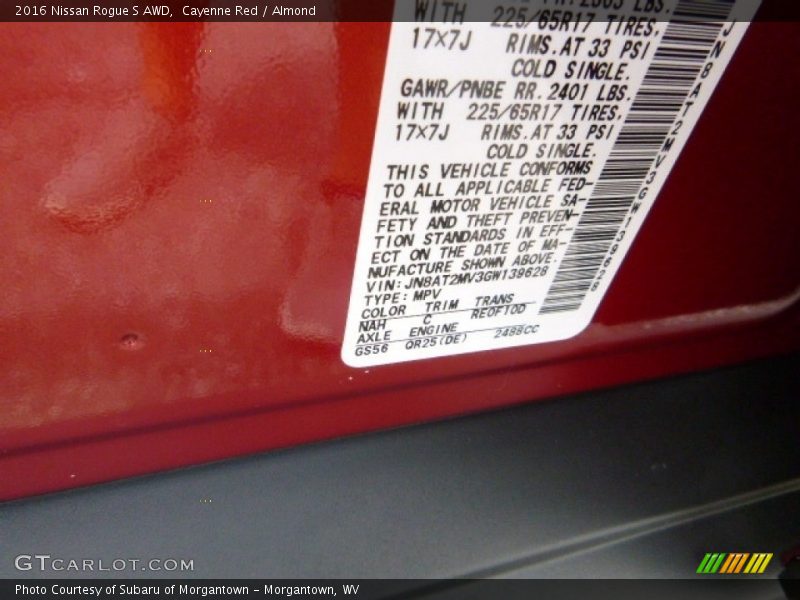 2016 Nissan Rogue S AWD,  Cayenne Red / Almond
WITH 225/65R17 TIRES,
17X7J RIMS.AT 33 PSI
COLD SINGLE.
GAWR/PNBE RR.2401 LBS.
WITH 225/65R17 TIRES,
17X7J RIMS.AT 33 PSI
COLD SINGLE.
THIS VEHICLE CONFORMS
TO ALL APPLICABLE FED-
ERAL MOTOR VEHICLE SA-
FETY AND THEFT PREVEN-
TION STANDARDS IN EFF-
ECT ON THE DATE OF MA-
NUFACTURE SHOWN ABOVE.
VIN:JN8AT2MV3GW139628
TYPE:MPV
COLOR TRIM TRANS
NAH C RE0F10D
AXLE ENGINE
GS56 QR25(DE) 2488CC
JN8AT2MV3GW139628
GTCARLOT.COM
Photo Courtesy of Subaru of Morgantown - Morgantown, WV